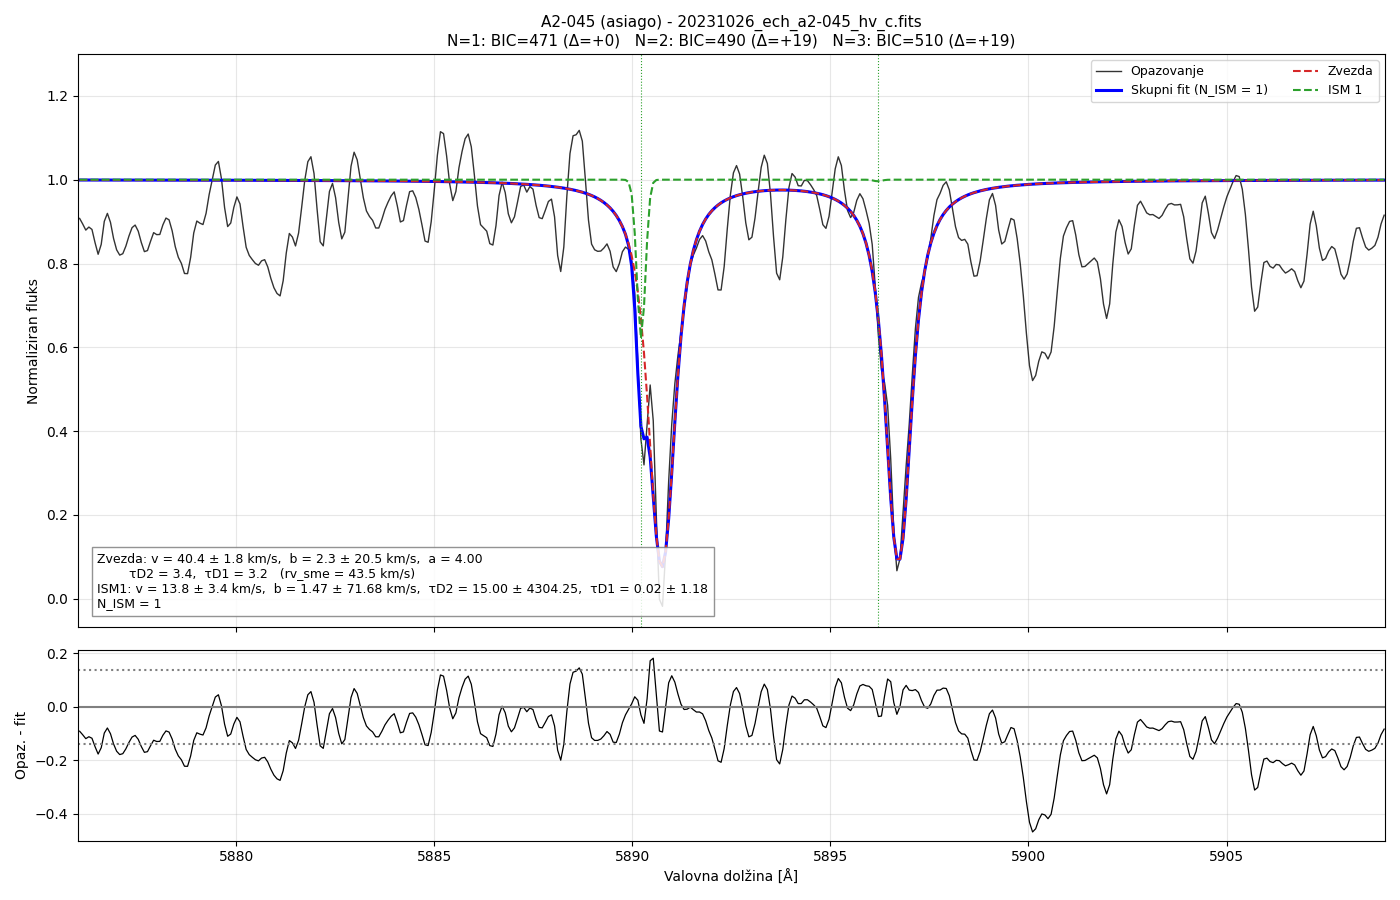 A2-045 (asiago) - 20231026_ech_a2-045_hv_c.fits
N=1: BIC=471 (Δ=+0)   N=2: BIC=490 (Δ=+19)   N=3: BIC=510 (Δ=+19)
Opazovanje
Skupni fit (N_ISM = 1)
Zvezda
ISM 1
Normaliziran fluks
1.2
1.0
0.8
0.6
0.4
0.2
0.0
Zvezda: v = 40.4 ± 1.8 km/s,  b = 2.3 ± 20.5 km/s,  a = 4.00
τD2 = 3.4,  τD1 = 3.2   (rv_sme = 43.5 km/s)
ISM1: v = 13.8 ± 3.4 km/s,  b = 1.47 ± 71.68 km/s,  τD2 = 15.00 ± 4304.25,  τD1 = 0.02 ± 1.18
N_ISM = 1
Opaz. - fit
0.2
0.0
−0.2
−0.4
5880
5885
5890
5895
5900
5905
Valovna dolžina [Å]